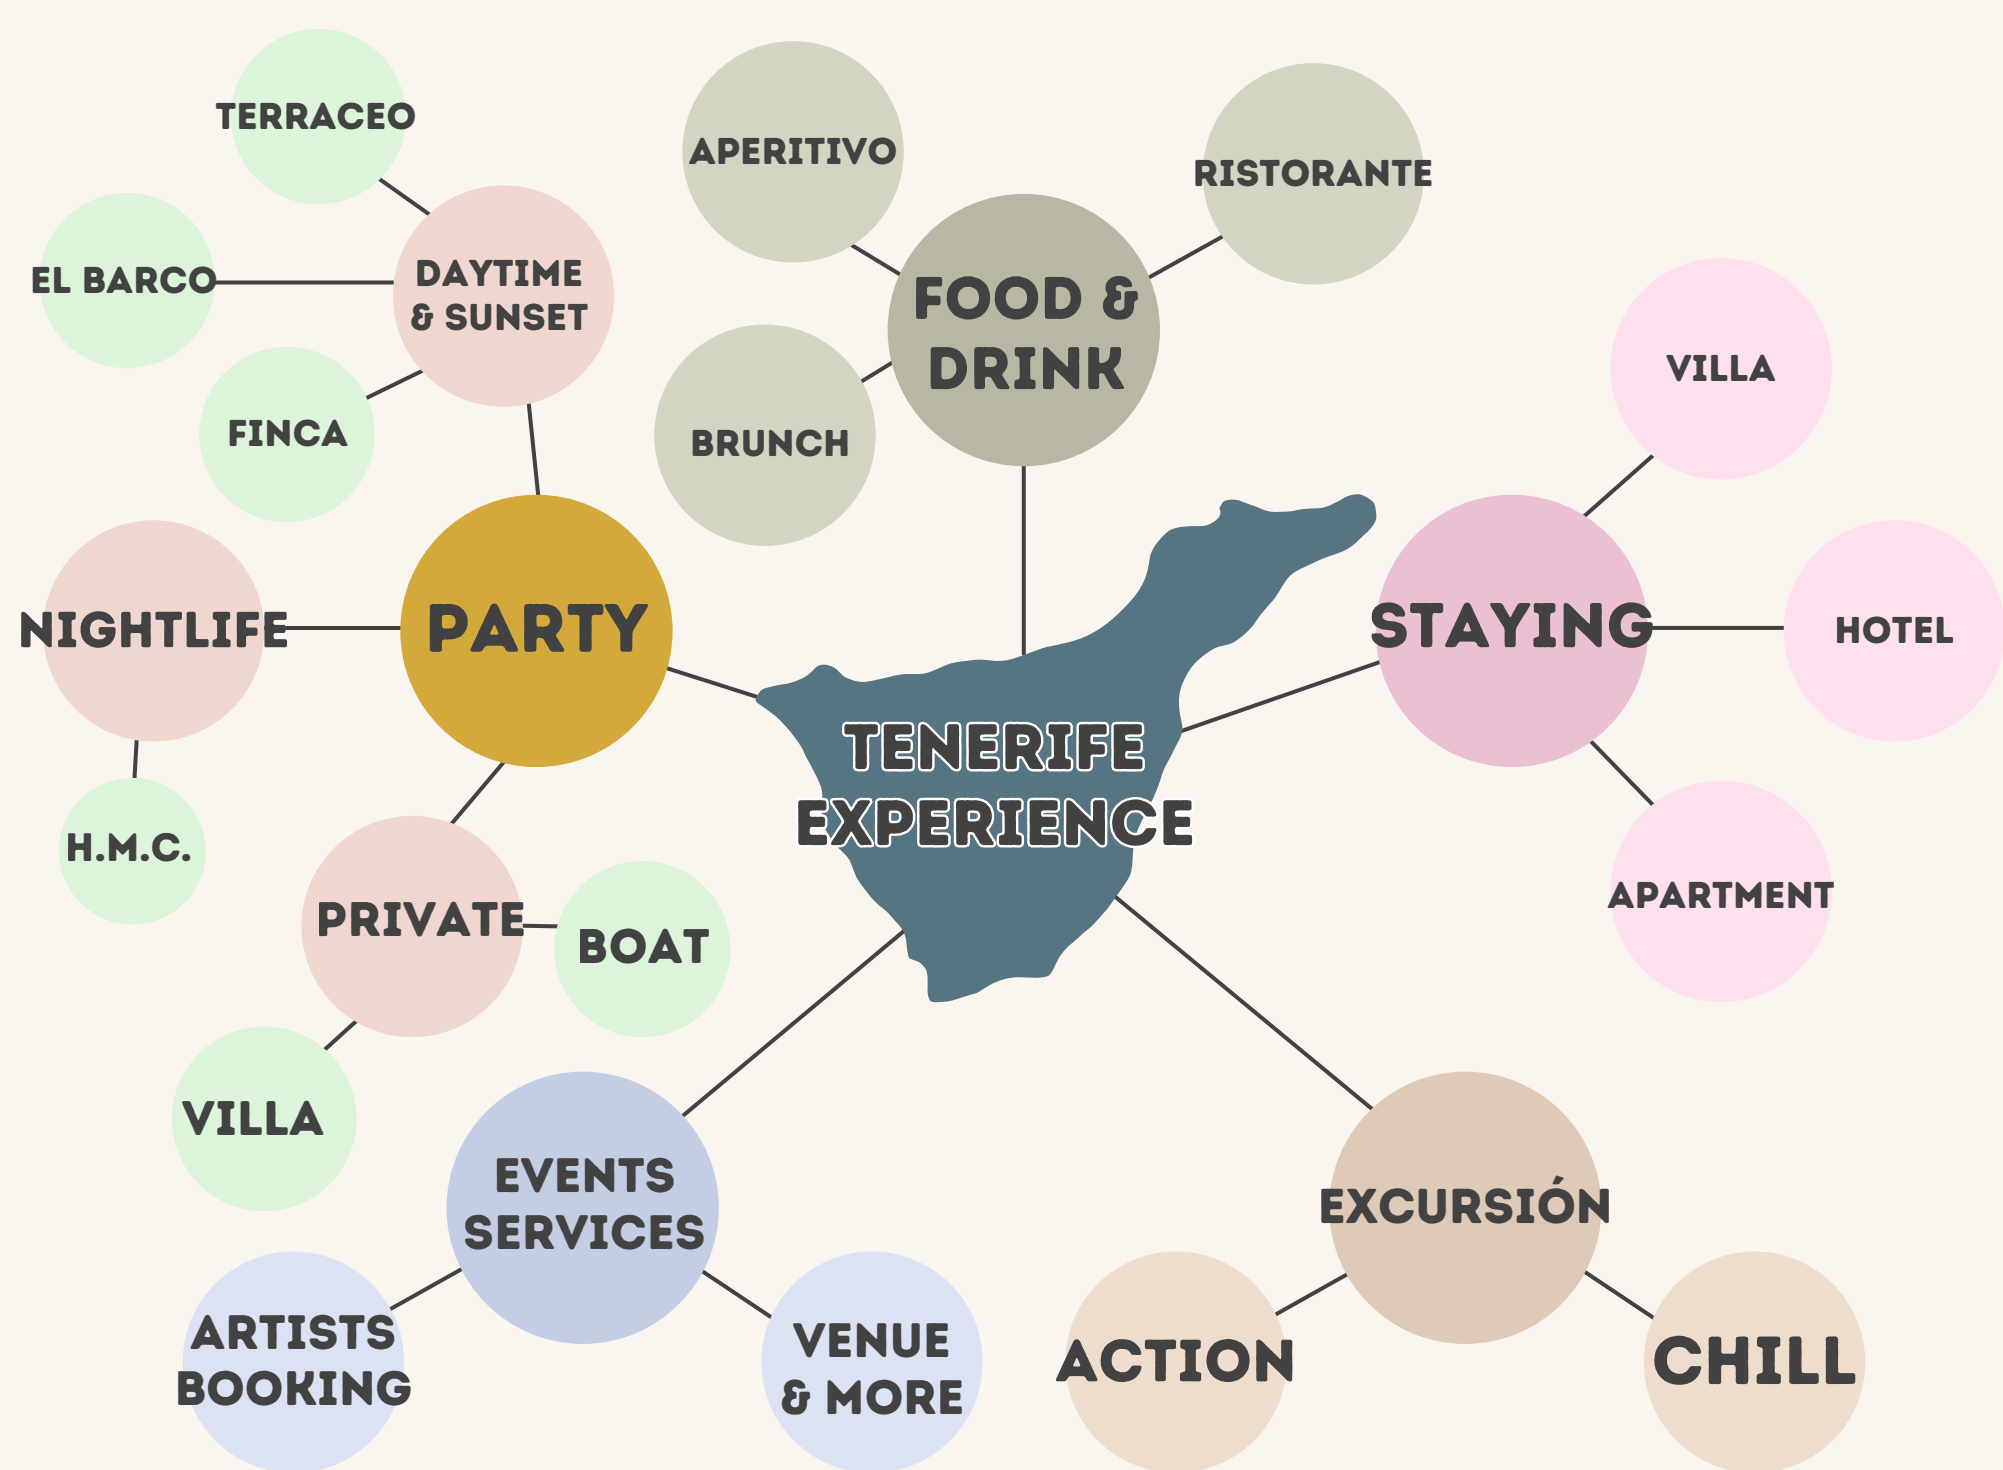 TERRACEO
APERITIVO
RISTORANTE
EL BARCO
DAYTIME
& SUNSET
FOOD &
DRINK
VILLA
FINCA
BRUNCH
NIGHTLIFE
PARTY
STAYING
HOTEL
TENERIFE
EXPERIENCE
H.M.C.
PRIVATE
BOAT
APARTMENT
VILLA
EVENTS
SERVICES
EXCURSIÓN
ARTISTS
BOOKING
VENUE
& MORE
ACTION
CHILL